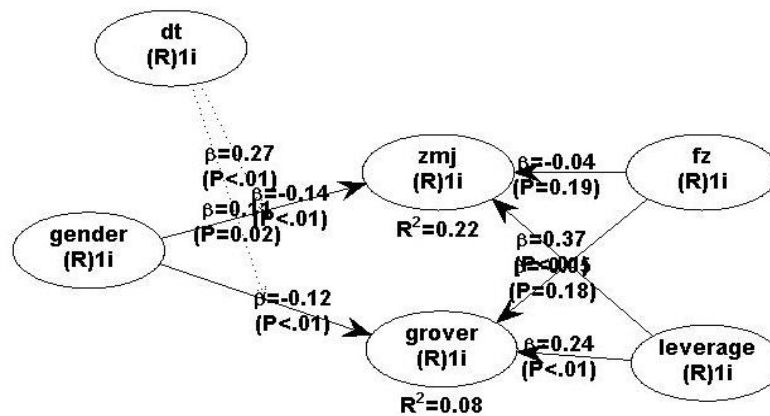 dt
(R)1i
β=0.27
(P<.01)
zmj
(R)1i
β=-0.04
(P=0.19)
fz
(R)1i
β=-0.14
(P<.01)
(P=0.02)
R²=0.22
gender
(R)1i
β=0.37
(P<.01)
(P=0.18)
β=-0.12
(P<.01)
grover
(R)1i
β=0.24
(P<.01)
leverage
(R)1i
R²=0.08